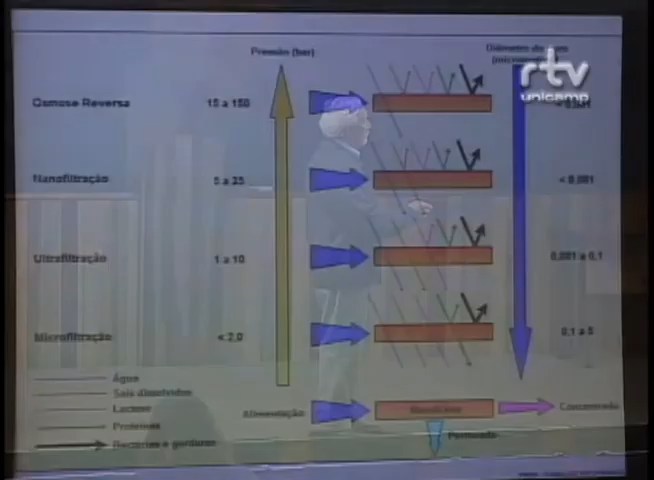 Pressão (bar)
rtv
unicamp
Osmose Reversa 15 a 150
Nanofiltração 5 a 35 < 0,001
Ultrafiltração 1 a 10 0,001 a 0,1
Microfiltração < 2,0 0,1 a 5
Água
Sais dissolvidos
Lactose
Proteínas
Bactérias e gorduras
Alimentação
Concentrado
Permeado